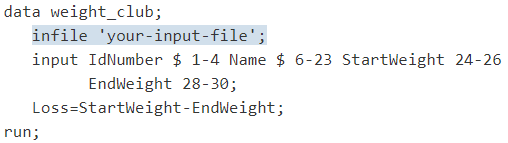 data weight_club;
infile 'your-input-file';
input IdNumber $ 1-4 Name $ 6-23 StartWeight 24-26
EndWeight 28-30;
Loss=StartWeight-EndWeight;
run;